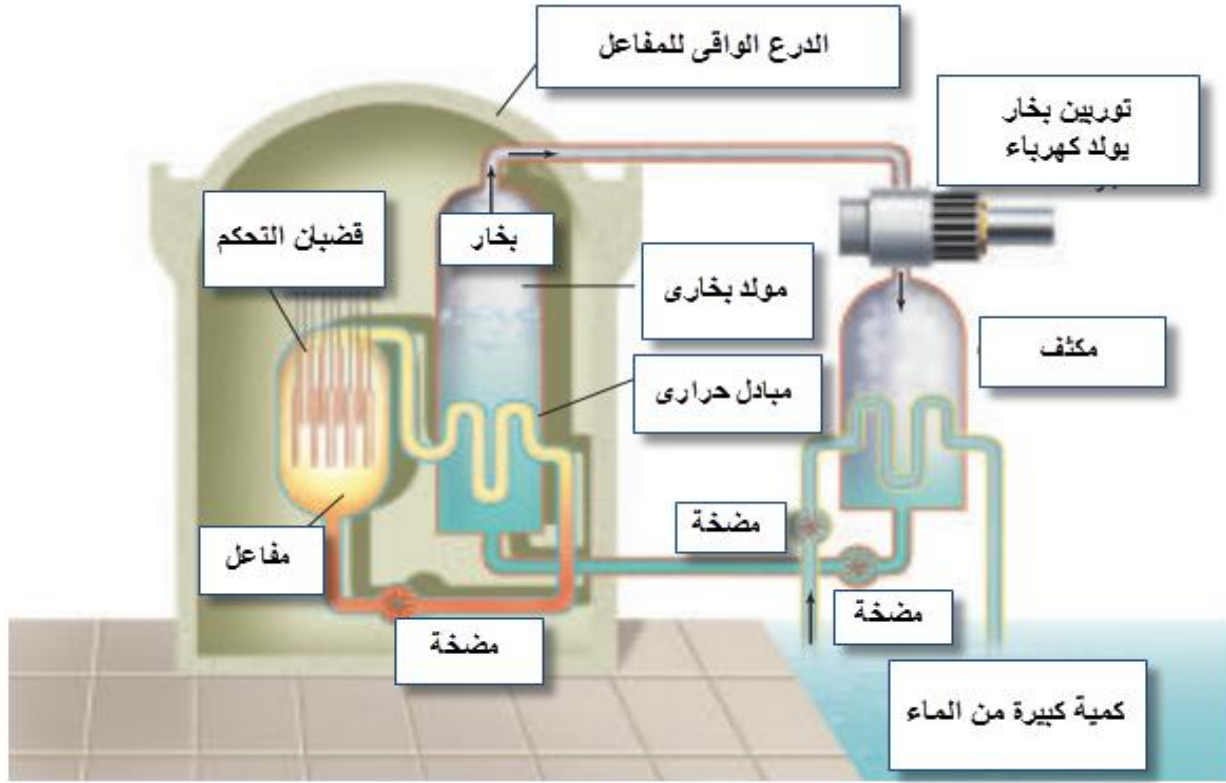 الدرع الواقى للمفاعل
توربين بخار
يولد كهرباء
قضبان التحكم
بخار
مولد بخارى
مكثف
مبادل حرارى
مضخة
مفاعل
مضخة
مضخة
كمية كبيرة من الماء